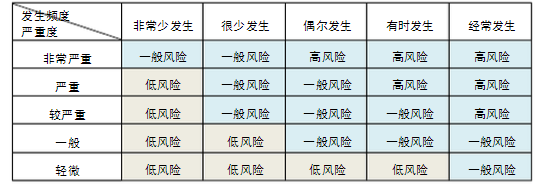 发生频度
严重度
非常少发生 很少发生 偶尔发生 有时发生 经常发生
非常严重 一般风险 一般风险 高风险 高风险 高风险
严重 低风险 一般风险 一般风险 高风险 高风险
较严重 低风险 一般风险 一般风险 一般风险 高风险
一般 低风险 低风险 一般风险 一般风险 一般风险
轻微 低风险 低风险 低风险 低风险 一般风险